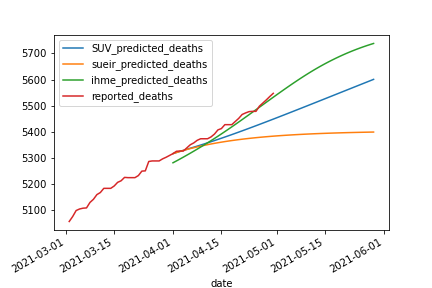 SUV_predicted_deaths
sueir_predicted_deaths
ihme_predicted_deaths
reported_deaths
5700
5600
5500
5400
5300
5200
5100
2021-03-01
2021-03-15
2021-04-01
2021-04-15
2021-05-01
2021-05-15
2021-06-01
date